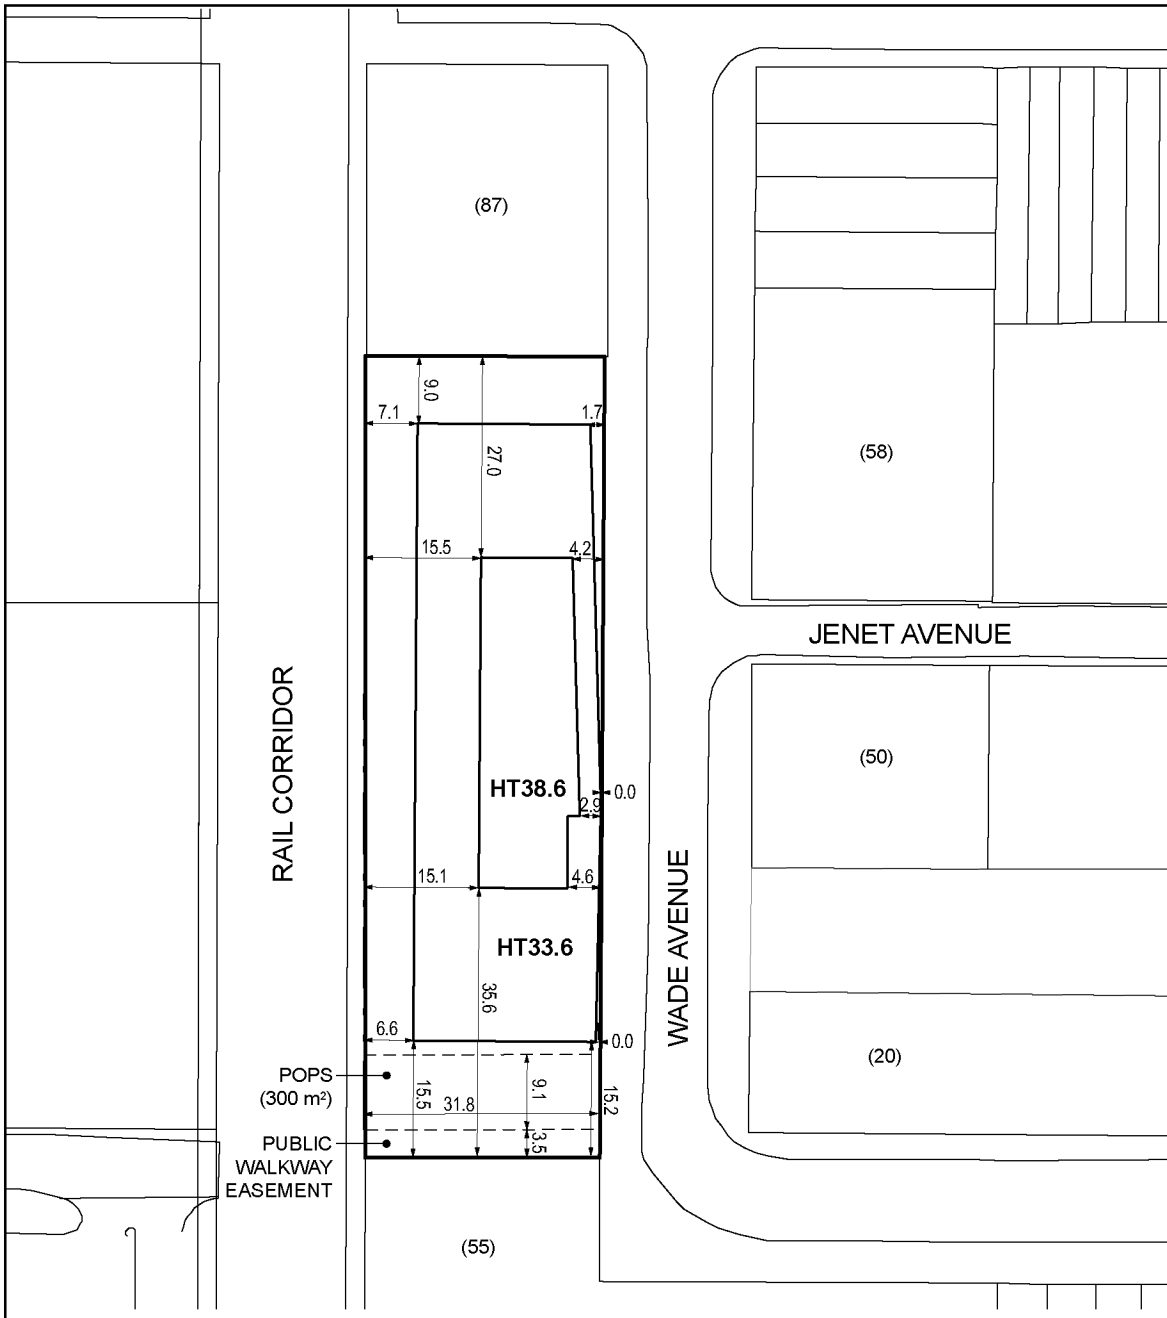 (87)
9.0
7.1
1.7
27.0
(58)
15.5
4.2
JENET AVENUE
RAIL CORRIDOR
(50)
HT38.6
0.0
2.9
WADE AVENUE
15.1
4.6
HT33.6
35.6
6.6
0.0
(20)
POPS
(300 m²)
15.5
9.1
15.2
31.8
3.5
PUBLIC
WALKWAY
EASEMENT
(55)